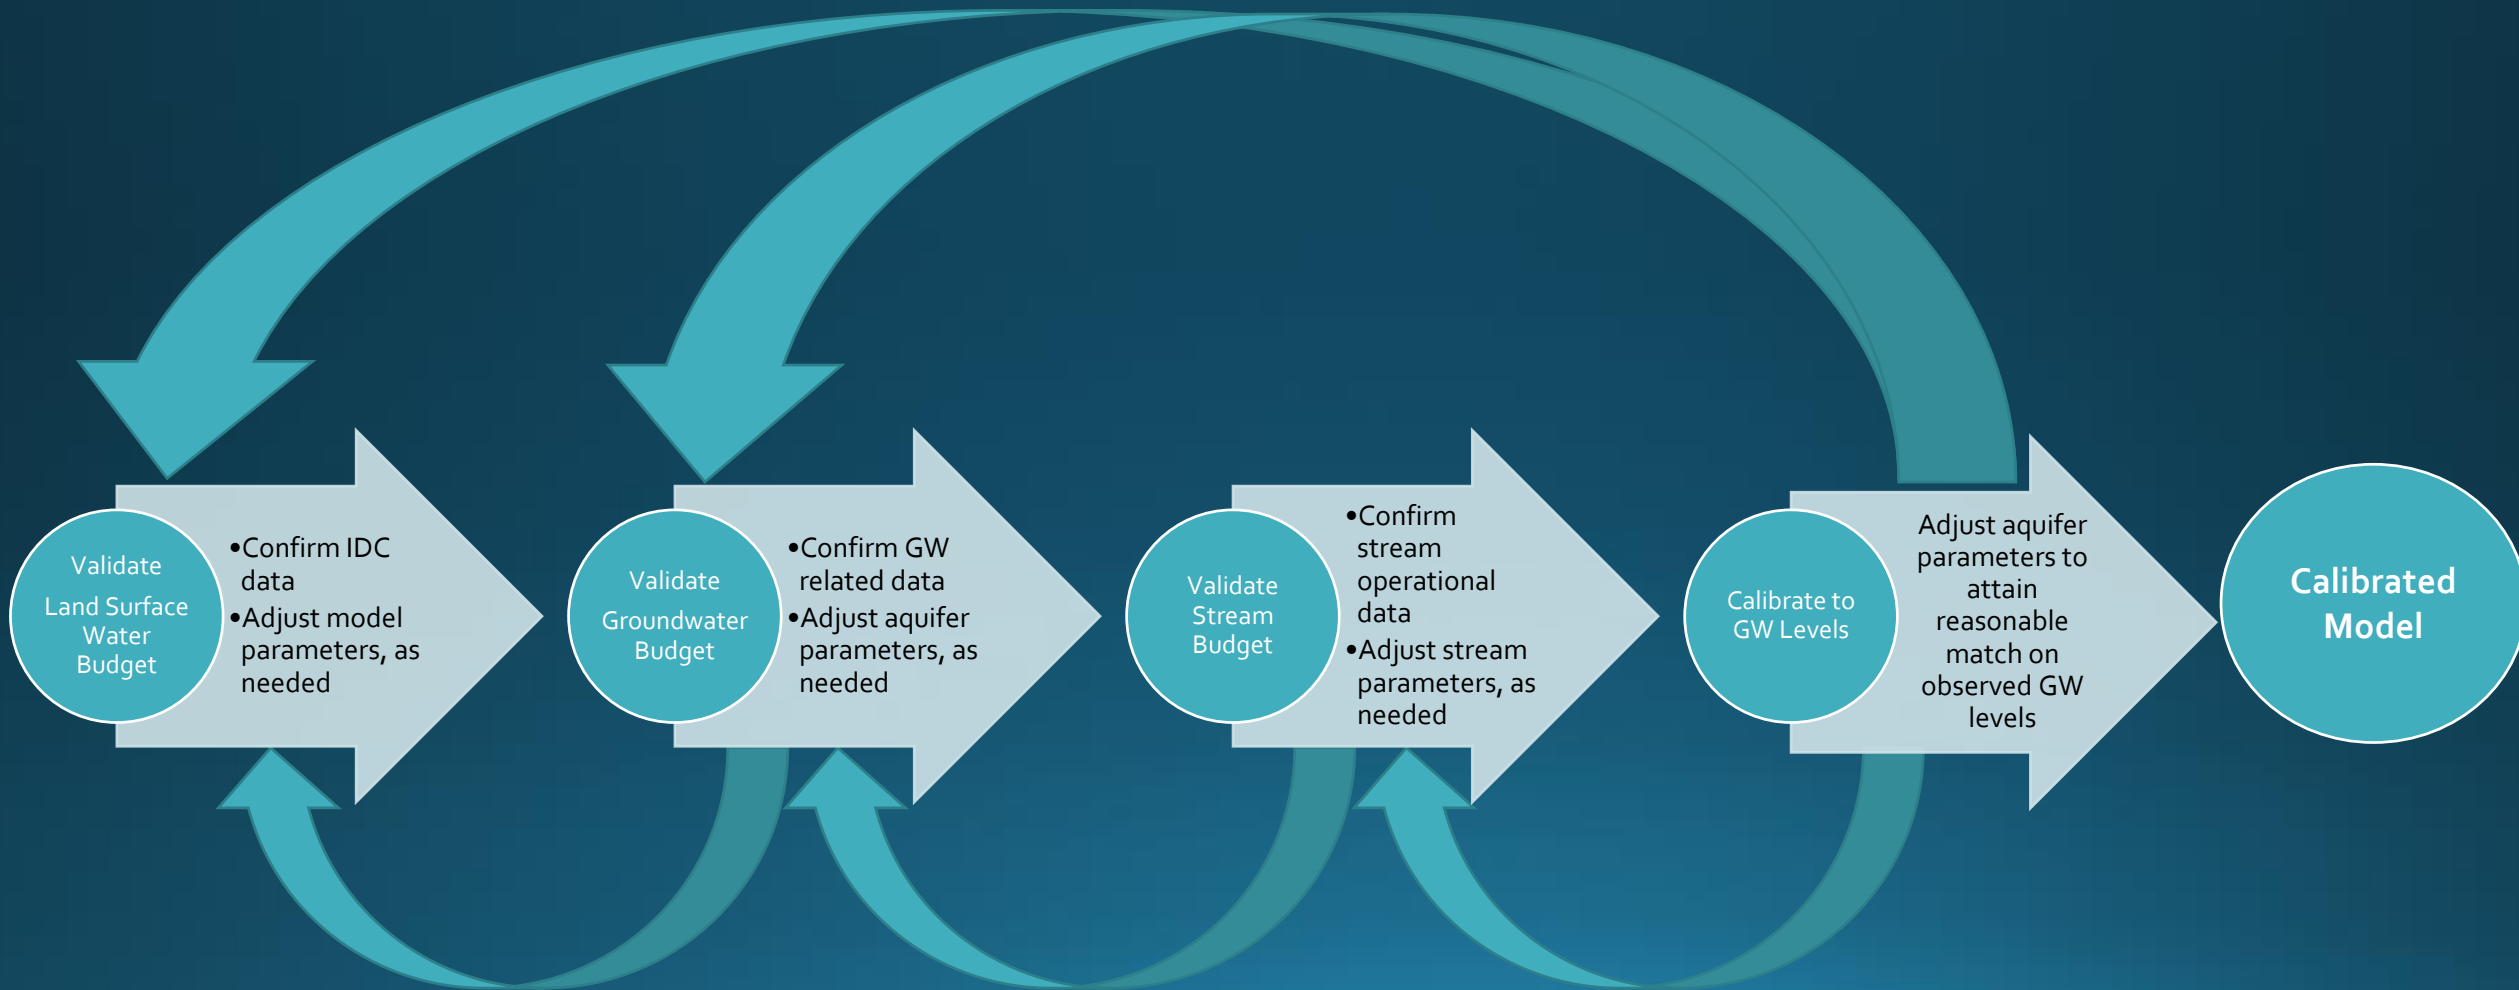 Validate
Land Surface
Water
Budget
•Confirm IDC
data
•Adjust model
parameters, as
needed
Validate
Groundwater
Budget
•Confirm GW
related data
•Adjust aquifer
parameters, as
needed
Validate
Stream
Budget
•Confirm
stream
operational
data
•Adjust stream
parameters, as
needed
Calibrate to
GW Levels
Adjust aquifer
parameters to
attain
reasonable
match on
observed GW
levels
Calibrated
Model